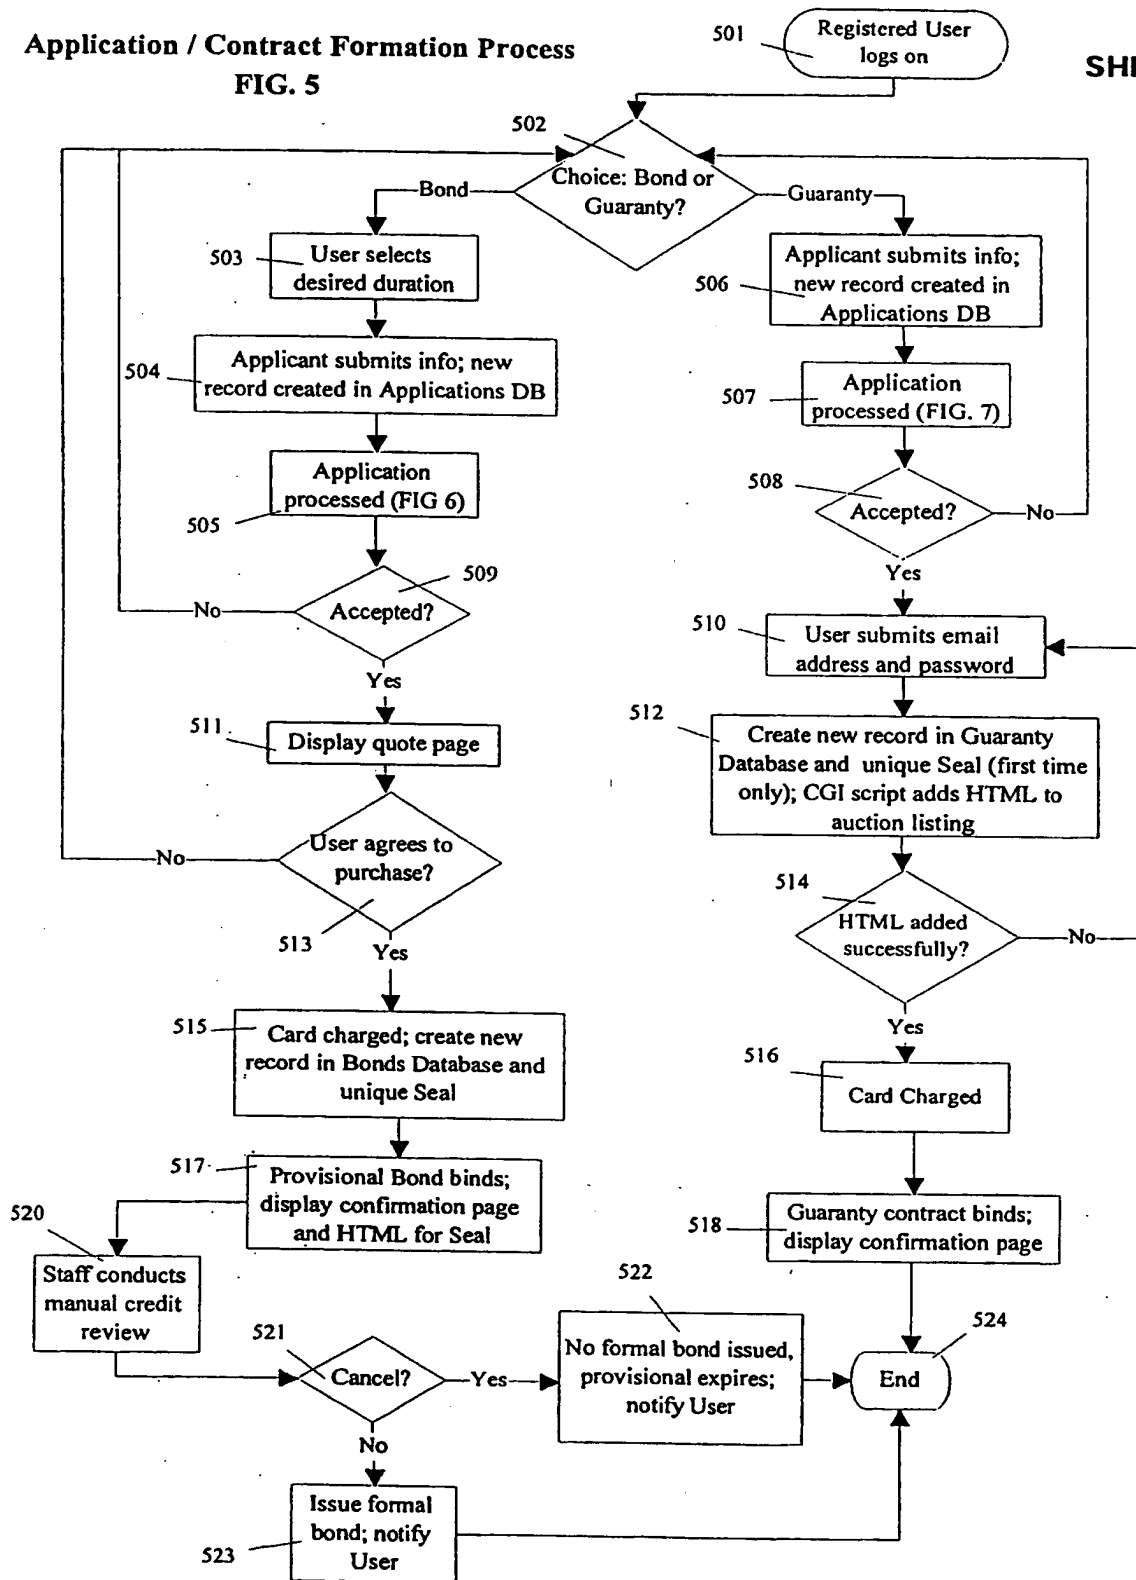 Application / Contract Formation Process
FIG. 5
501
Registered User
logs on
SHI
502
Choice: Bond or
Guaranty?
Bond
Guaranty
503
User selects
desired duration
506
Applicant submits info;
new record created in
Applications DB
504
Applicant submits info; new
record created in Applications DB
507
Application
processed (FIG. 7)
505
Application
processed (FIG 6)
508
Accepted?
No
Yes
509
Accepted?
No
Yes
510
User submits email
address and password
511
Display quote page
512
Create new record in Guaranty
Database and unique Seal (first time
only); CGI script adds HTML to
auction listing
User agrees to
purchase?
No
513
Yes
514
HTML added
successfully?
No
Yes
515
Card charged; create new
record in Bonds Database and
unique Seal
516
Card Charged
517
Provisional Bond binds;
display confirmation page
and HTML for Seal
518
Guaranty contract binds;
display confirmation page
520
Staff conducts
manual credit
review
521
Cancel?
Yes
No
522
No formal bond issued,
provisional expires;
notify User
524
End
523
Issue formal
bond; notify
User